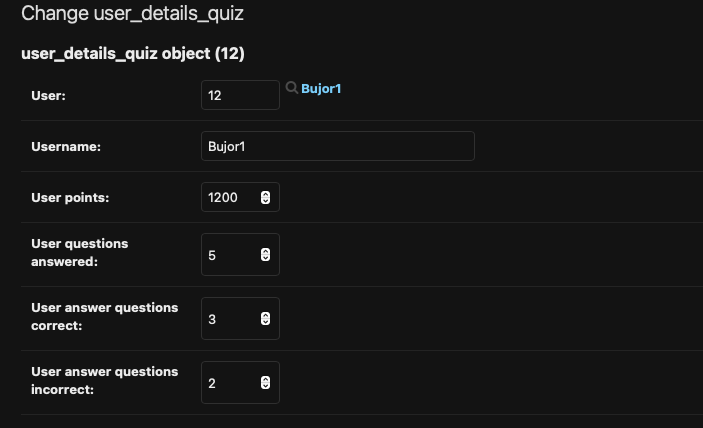 Change user_details_quiz
user_details_quiz object (12)
User: 12 Bujor1
Username: Bujor1
User points: 1200
User questions
answered: 5
User answer questions
correct: 3
User answer questions
incorrect: 2